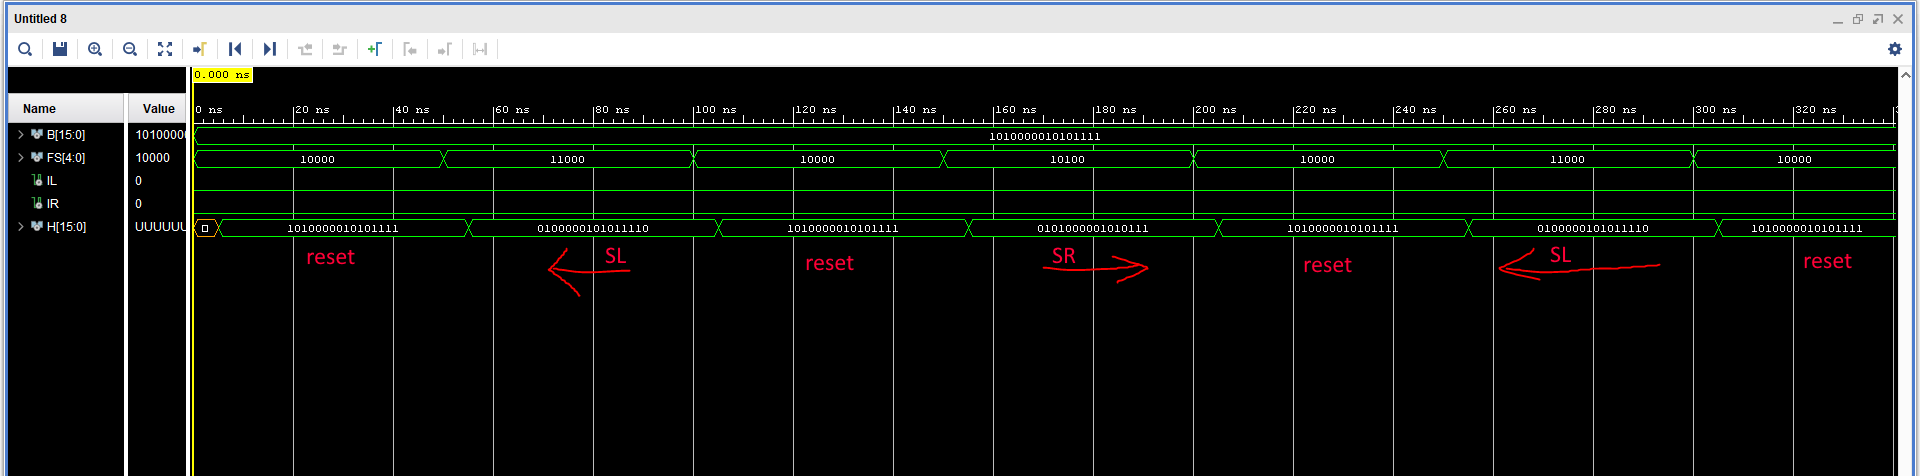 Untitled 8
0.000 ns
Name Value
0 ns 20 ns 40 ns 60 ns 80 ns 100 ns 120 ns 140 ns 160 ns 180 ns 200 ns 220 ns 240 ns 260 ns 280 ns 300 ns 320 ns
B[15:0] 10100000 1010000010101111
FS[4:0] 10000 10000 11000 10000 10100 10000 11000 10000
IL 0
IR 0
H[15:0] UUUUUU 1010000010101111 0100000101011110 1010000010101111 0101000001010111 1010000010101111 0100000101011110 1010000010101111
reset SL reset SR reset SL reset